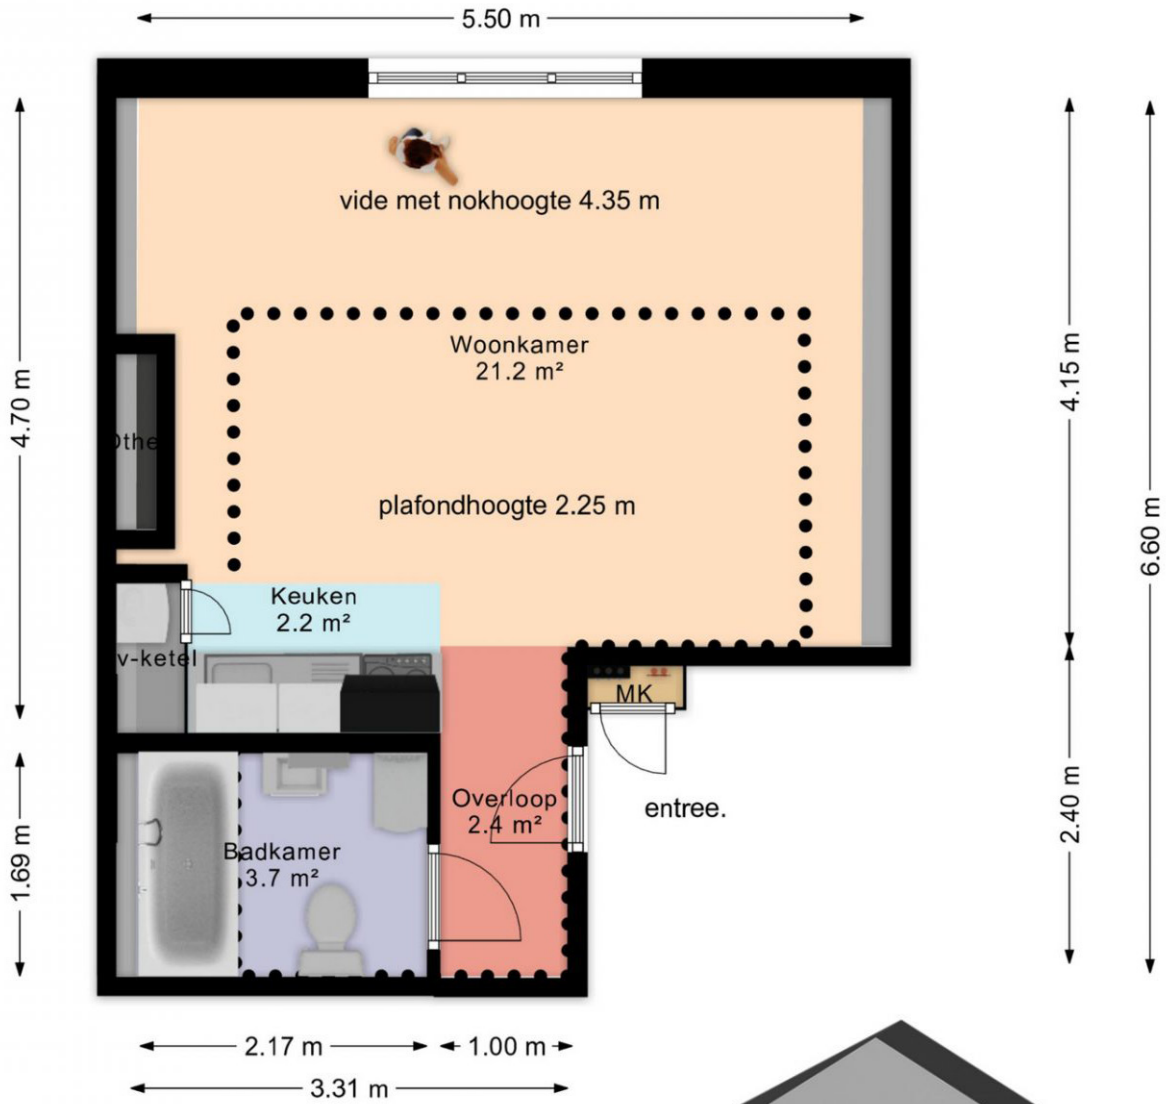 5.50 m
vide met nokhoogte 4.35 m
Woonkamer
21.2 m²
4.15 m
4.70 m
6.60 m
plafondhoogte 2.25 m
Keuken
2.2 m²
v-ketel
MK
Overloop
2.4 m²
entree.
2.40 m
Badkamer
3.7 m²
1.69 m
2.17 m
1.00 m
3.31 m